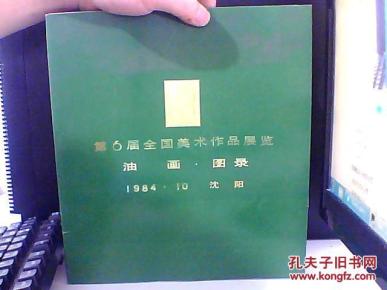 第6届全国美术作品展览
油画·图录
1984·10 沈阳
孔夫子旧书网
www.kongfz.com